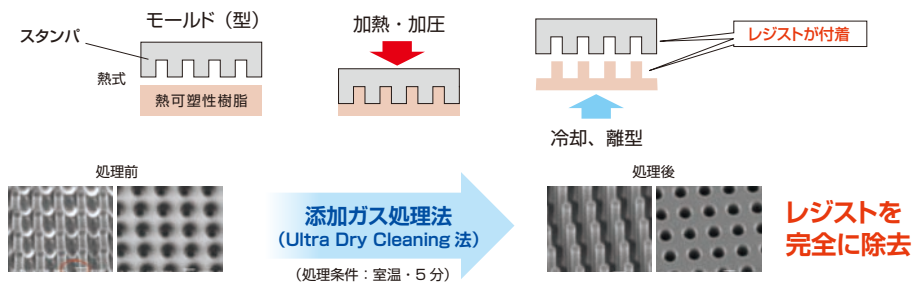 モールド（型）
スタンパ
熱式
熱可塑性樹脂
加熱・加圧
レジストが付着
冷却、離型
処理前
添加ガス処理法
（Ultra Dry Cleaning 法）
（処理条件：室温・5 分）
処理後
レジストを
完全に除去